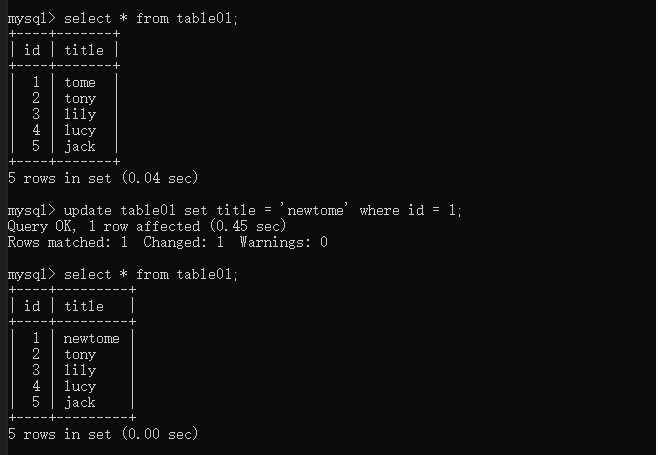 mysql> select * from table01;
+----+-------+
| id | title |
+----+-------+
|  1 | tome  |
|  2 | tony  |
|  3 | lily  |
|  4 | lucy  |
|  5 | jack  |
+----+-------+
5 rows in set (0.04 sec)
mysql> update table01 set title = 'newtome' where id = 1;
Query OK, 1 row affected (0.45 sec)
Rows matched: 1  Changed: 1  Warnings: 0
mysql> select * from table01;
+----+---------+
| id | title   |
+----+---------+
|  1 | newtome |
|  2 | tony    |
|  3 | lily    |
|  4 | lucy    |
|  5 | jack    |
+----+---------+
5 rows in set (0.00 sec)